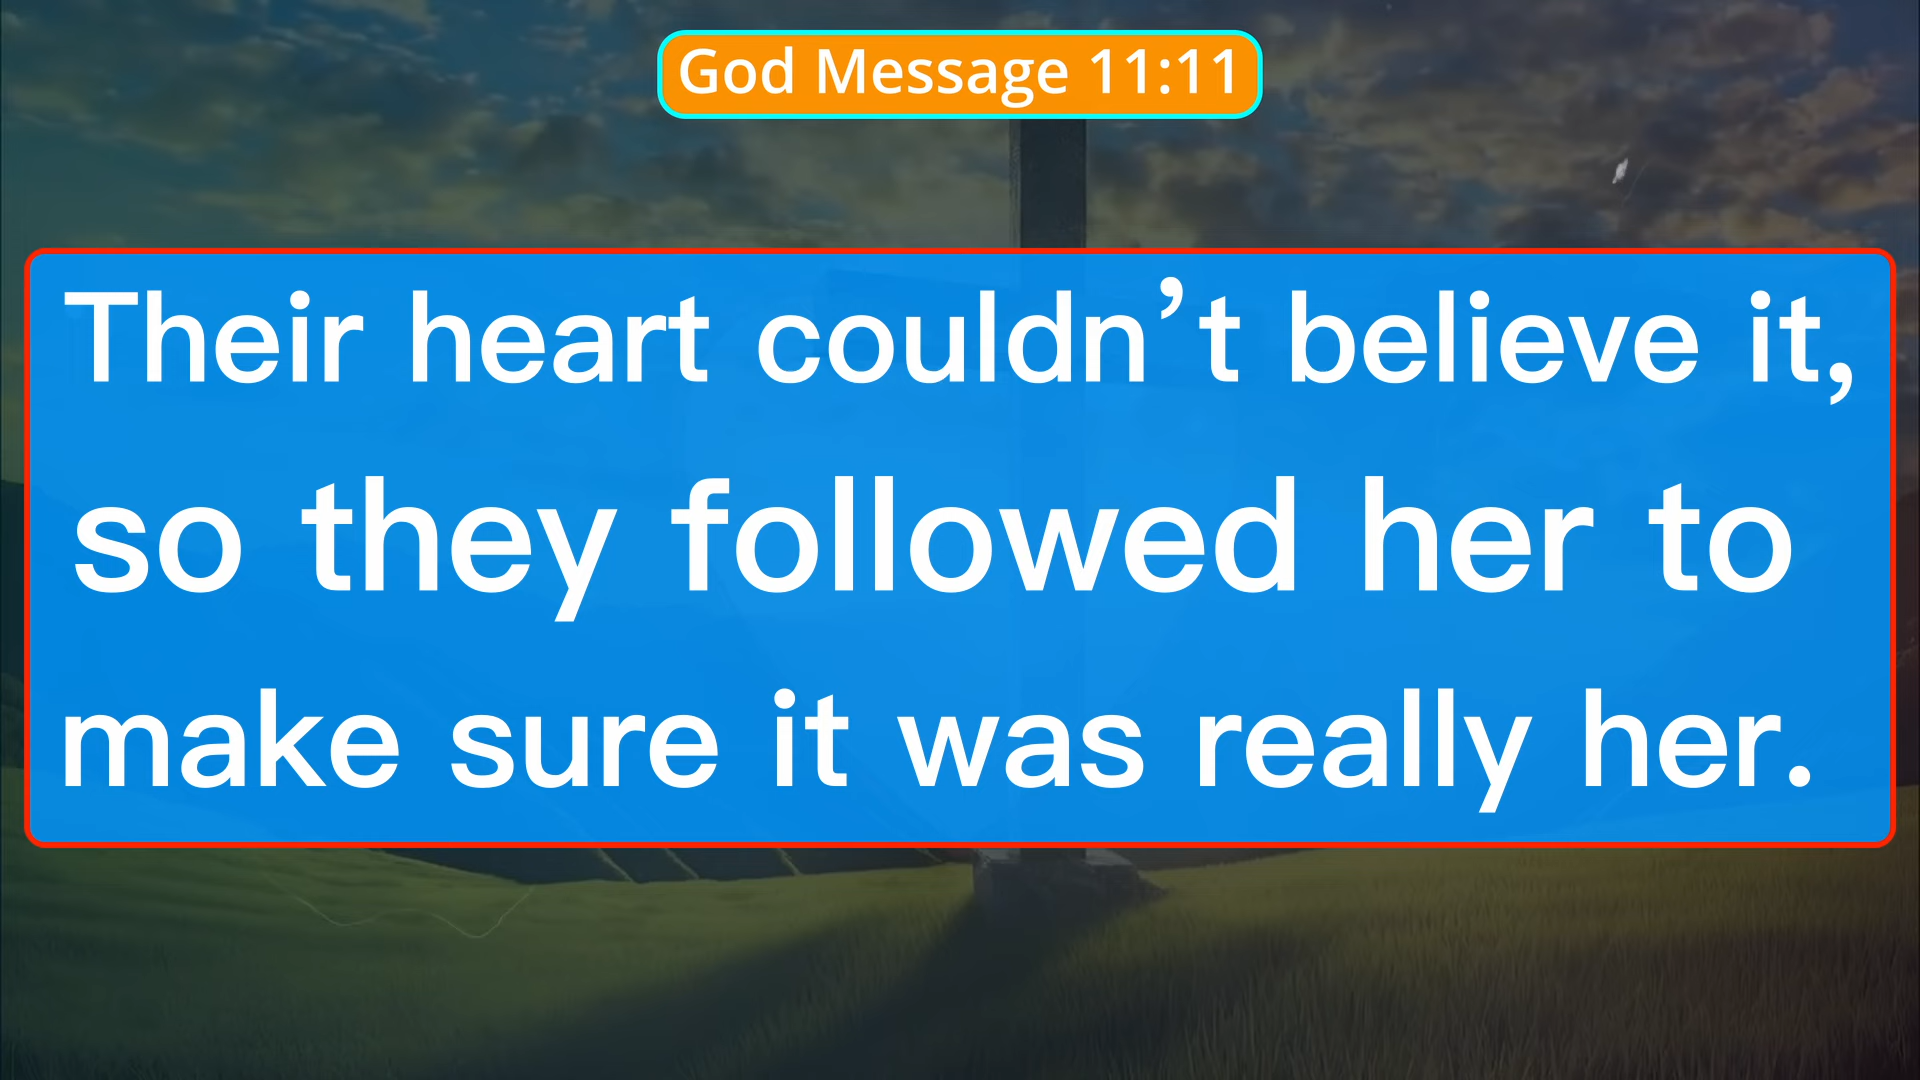 God Message 11:11
Their heart couldn’t believe it,
so they followed her to
make sure it was really her.